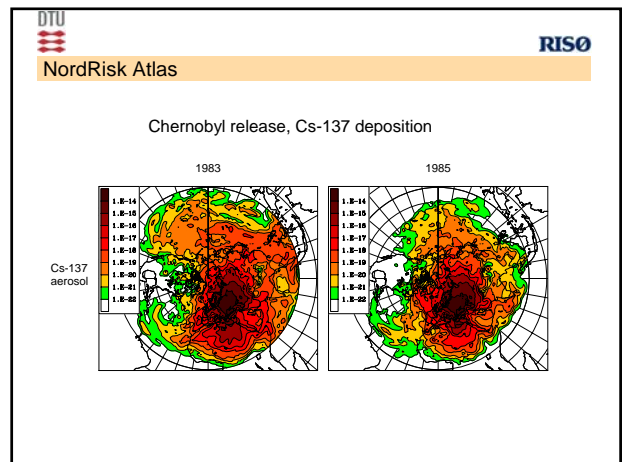 DTU
RISØ
NordRisk Atlas
Chernobyl release, Cs-137 deposition
1983
1985
Cs-137
aerosol
1.E-14
1.E-15
1.E-16
1.E-17
1.E-18
1.E-19
1.E-20
1.E-21
1.E-22
1.E-14
1.E-15
1.E-16
1.E-17
1.E-18
1.E-19
1.E-20
1.E-21
1.E-22